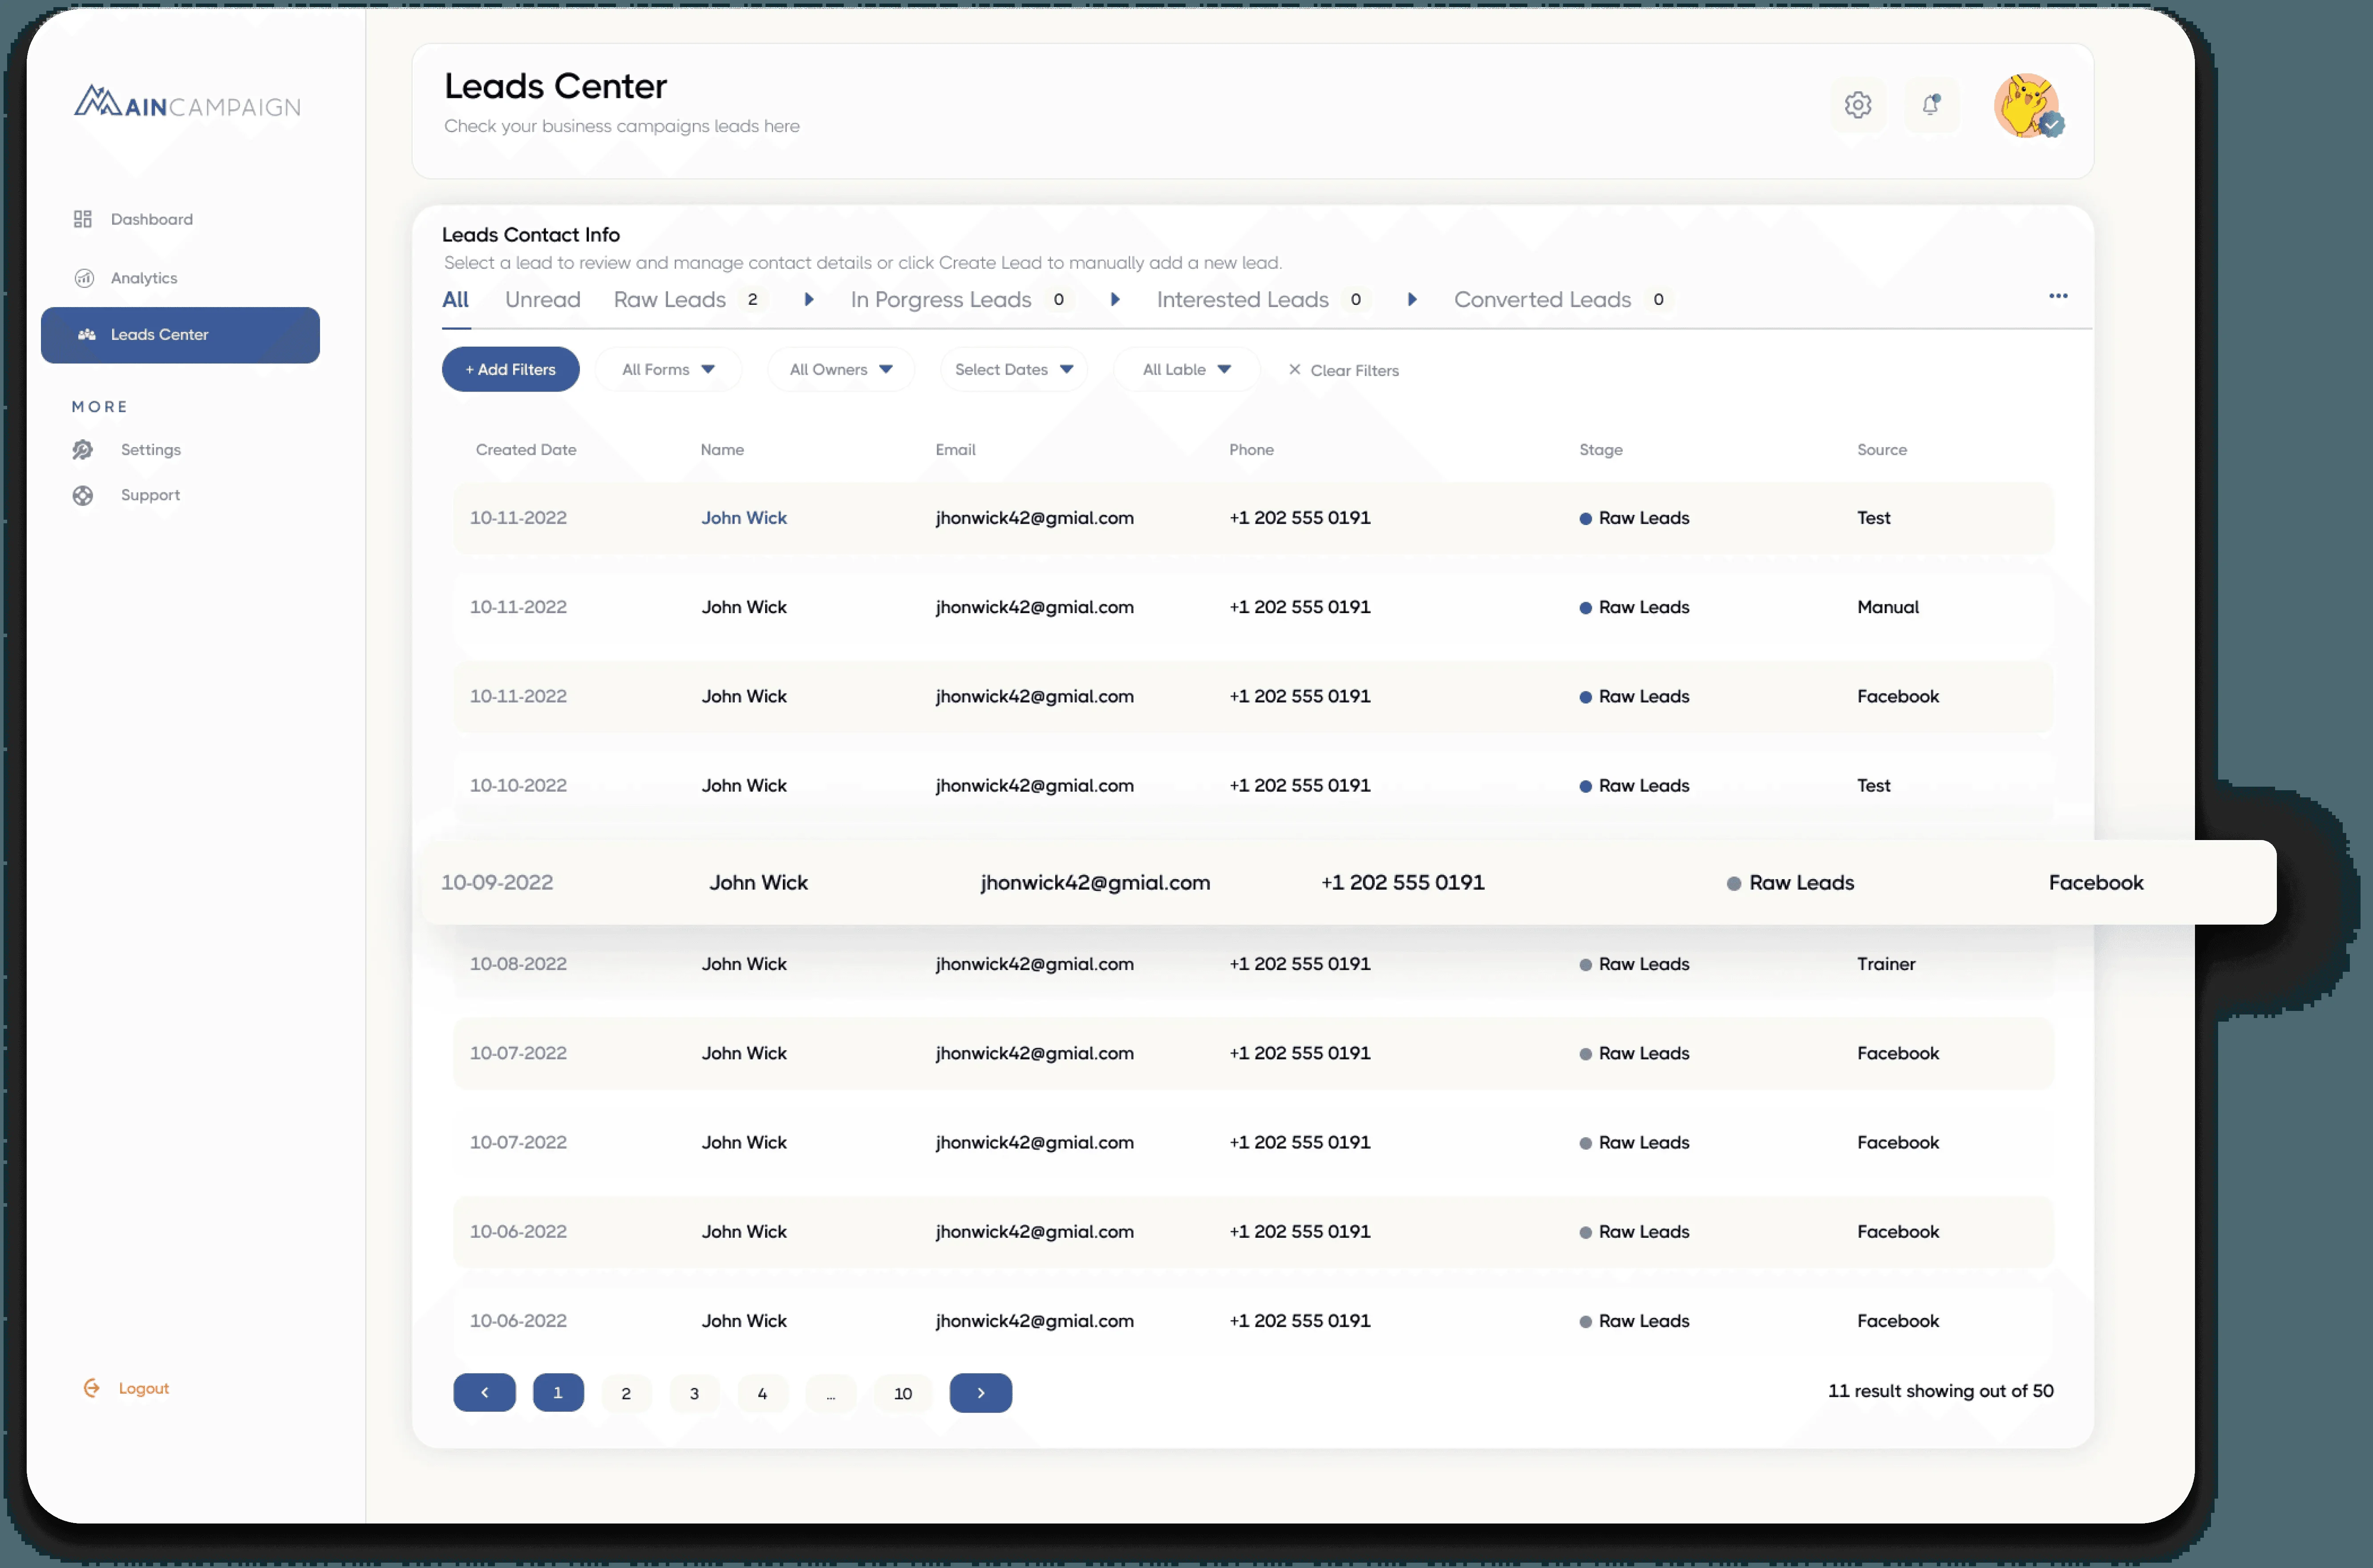 AINCAMPAIGN
Dashboard
Analytics
Leads Center
MORE
Settings
Support
Logout
Leads Center
Check your business campaigns leads here
Leads Contact Info
Select a lead to review and manage contact details or click Create Lead to manually add a new lead.
All Unread Raw Leads 2 In Porgress Leads 0 Interested Leads 0 Converted Leads 0
+ Add Filters All Forms All Owners Select Dates All Lable Clear Filters
Created Date Name Email Phone Stage Source
10-11-2022 John Wick jhonwick42@gmial.com +1 202 555 0191 Raw Leads Test
10-11-2022 John Wick jhonwick42@gmial.com +1 202 555 0191 Raw Leads Manual
10-11-2022 John Wick jhonwick42@gmial.com +1 202 555 0191 Raw Leads Facebook
10-10-2022 John Wick jhonwick42@gmial.com +1 202 555 0191 Raw Leads Test
10-09-2022 John Wick jhonwick42@gmial.com +1 202 555 0191 Raw Leads Facebook
10-08-2022 John Wick jhonwick42@gmial.com +1 202 555 0191 Raw Leads Trainer
10-07-2022 John Wick jhonwick42@gmial.com +1 202 555 0191 Raw Leads Facebook
10-07-2022 John Wick jhonwick42@gmial.com +1 202 555 0191 Raw Leads Facebook
10-06-2022 John Wick jhonwick42@gmial.com +1 202 555 0191 Raw Leads Facebook
10-06-2022 John Wick jhonwick42@gmial.com +1 202 555 0191 Raw Leads Facebook
1 2 3 4 ... 10 11 result showing out of 50